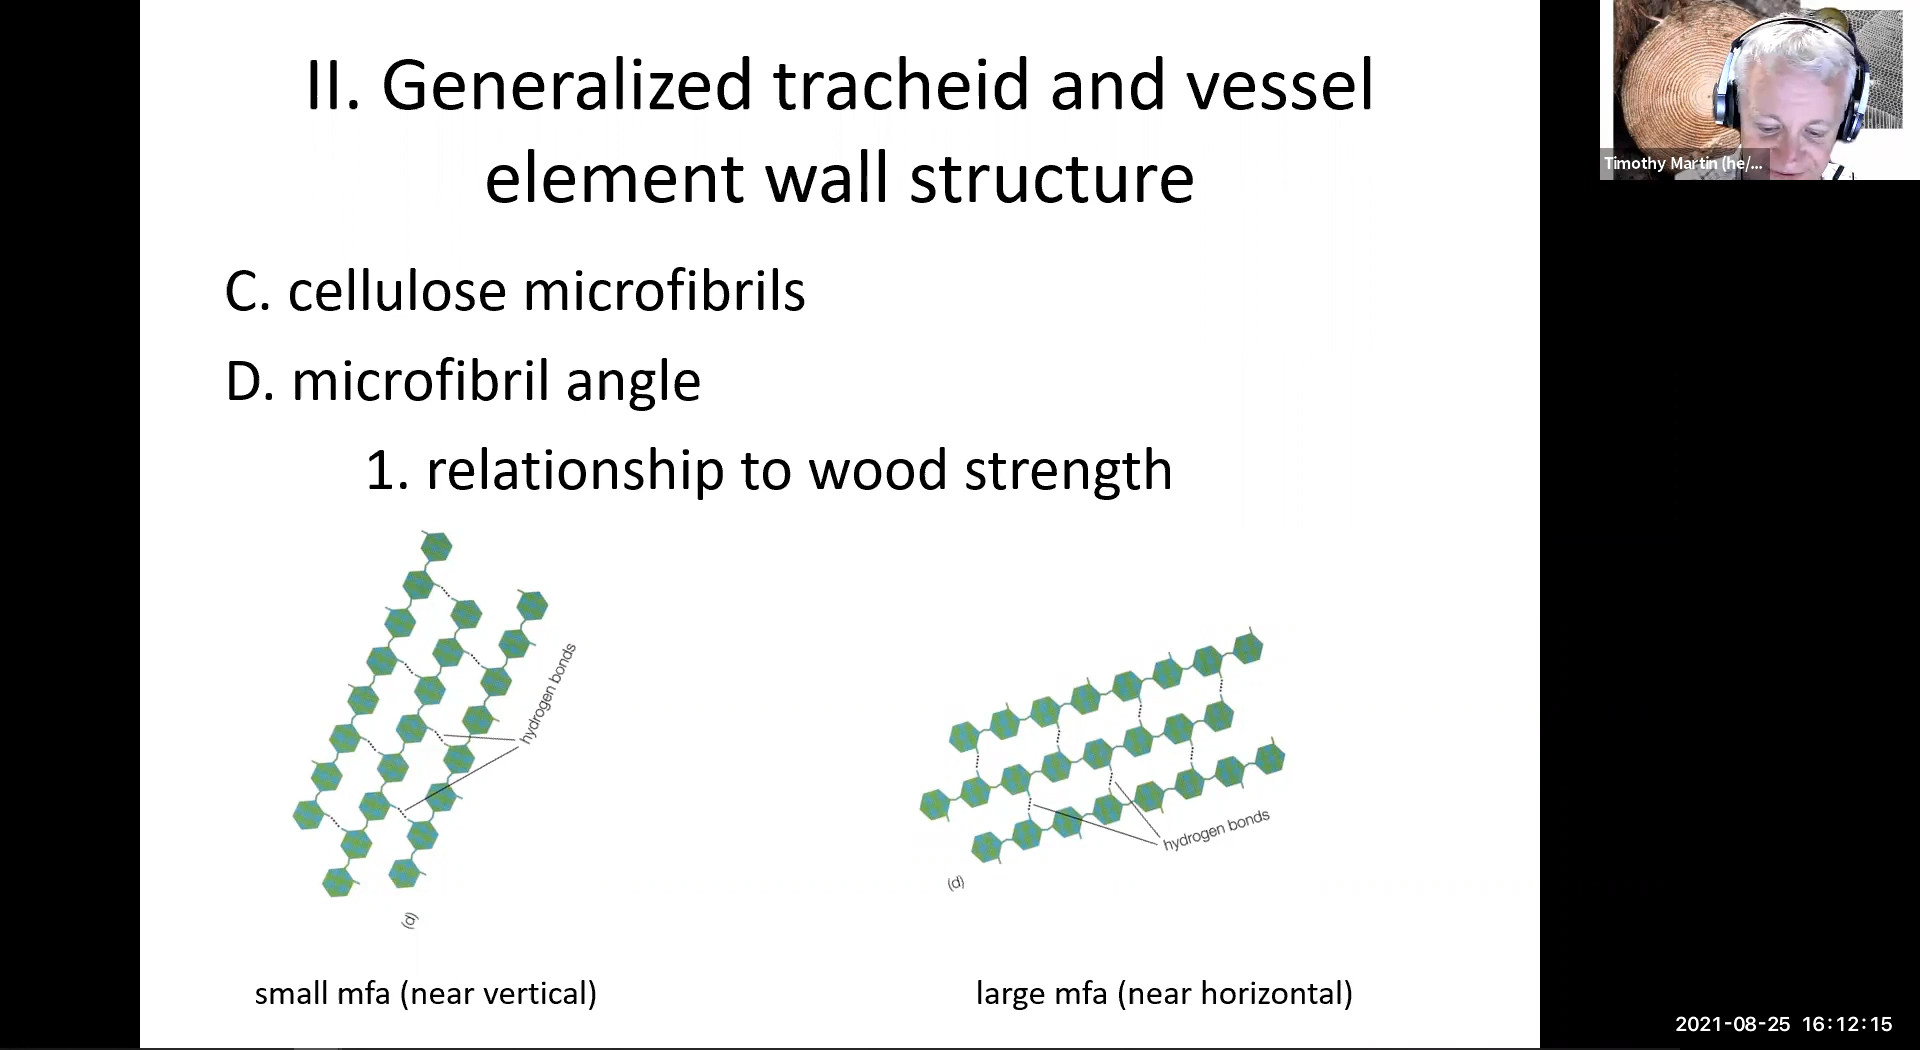 II. Generalized tracheid and vessel
element wall structure
C. cellulose microfibrils
D. microfibril angle
1. relationship to wood strength
hydrogen bonds
(d)
small mfa (near vertical)
hydrogen bonds
(d)
large mfa (near horizontal)
Timothy Martin (he/...
2021-08-25 16:12:15